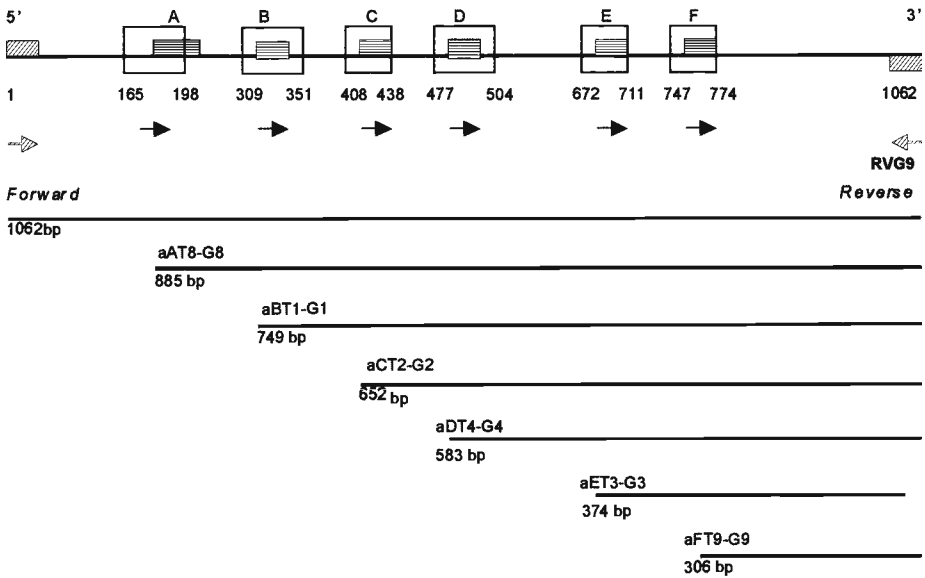 5' A B C D E F 3'
1 165 198 309 351 408 438 477 504 672 711 747 774 1062
RVG9
Forward Reverse
1062bp
aAT8-G8
885 bp
aBT1-G1
749 bp
aCT2-G2
652 bp
aDT4-G4
583 bp
aET3-G3
374 bp
aFT9-G9
306 bp